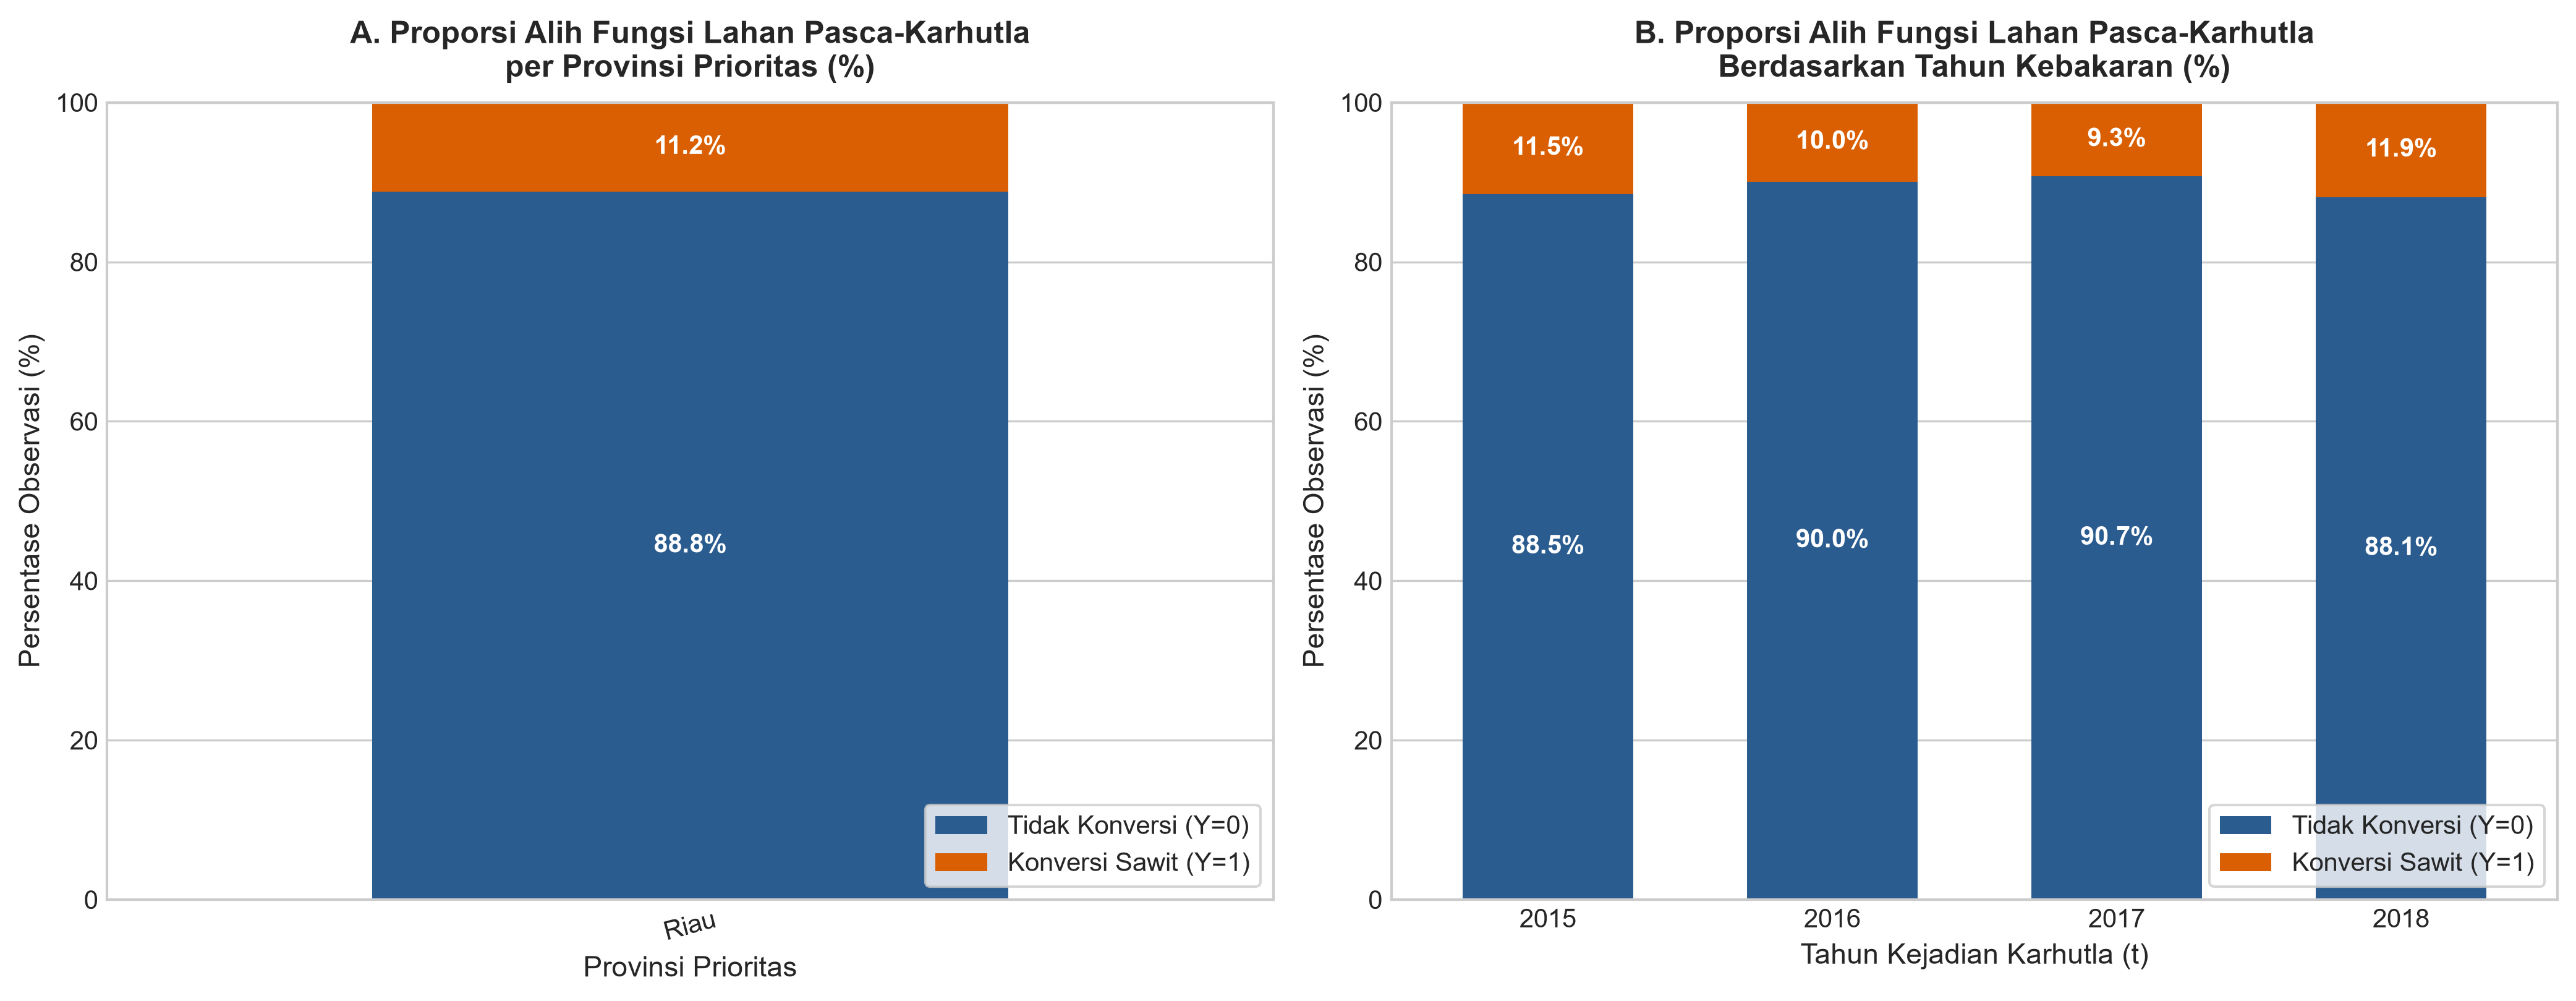 A. Proporsi Alih Fungsi Lahan Pasca-Karhutla
per Provinsi Prioritas (%)
Persentase Observasi (%)
100
80
60
40
20
0
11.2%
88.8%
Tidak Konversi (Y=0)
Konversi Sawit (Y=1)
Riau
Provinsi Prioritas
B. Proporsi Alih Fungsi Lahan Pasca-Karhutla
Berdasarkan Tahun Kebakaran (%)
Persentase Observasi (%)
100
80
60
40
20
0
11.5% 10.0% 9.3% 11.9%
88.5% 90.0% 90.7% 88.1%
Tidak Konversi (Y=0)
Konversi Sawit (Y=1)
2015 2016 2017 2018
Tahun Kejadian Karhutla (t)